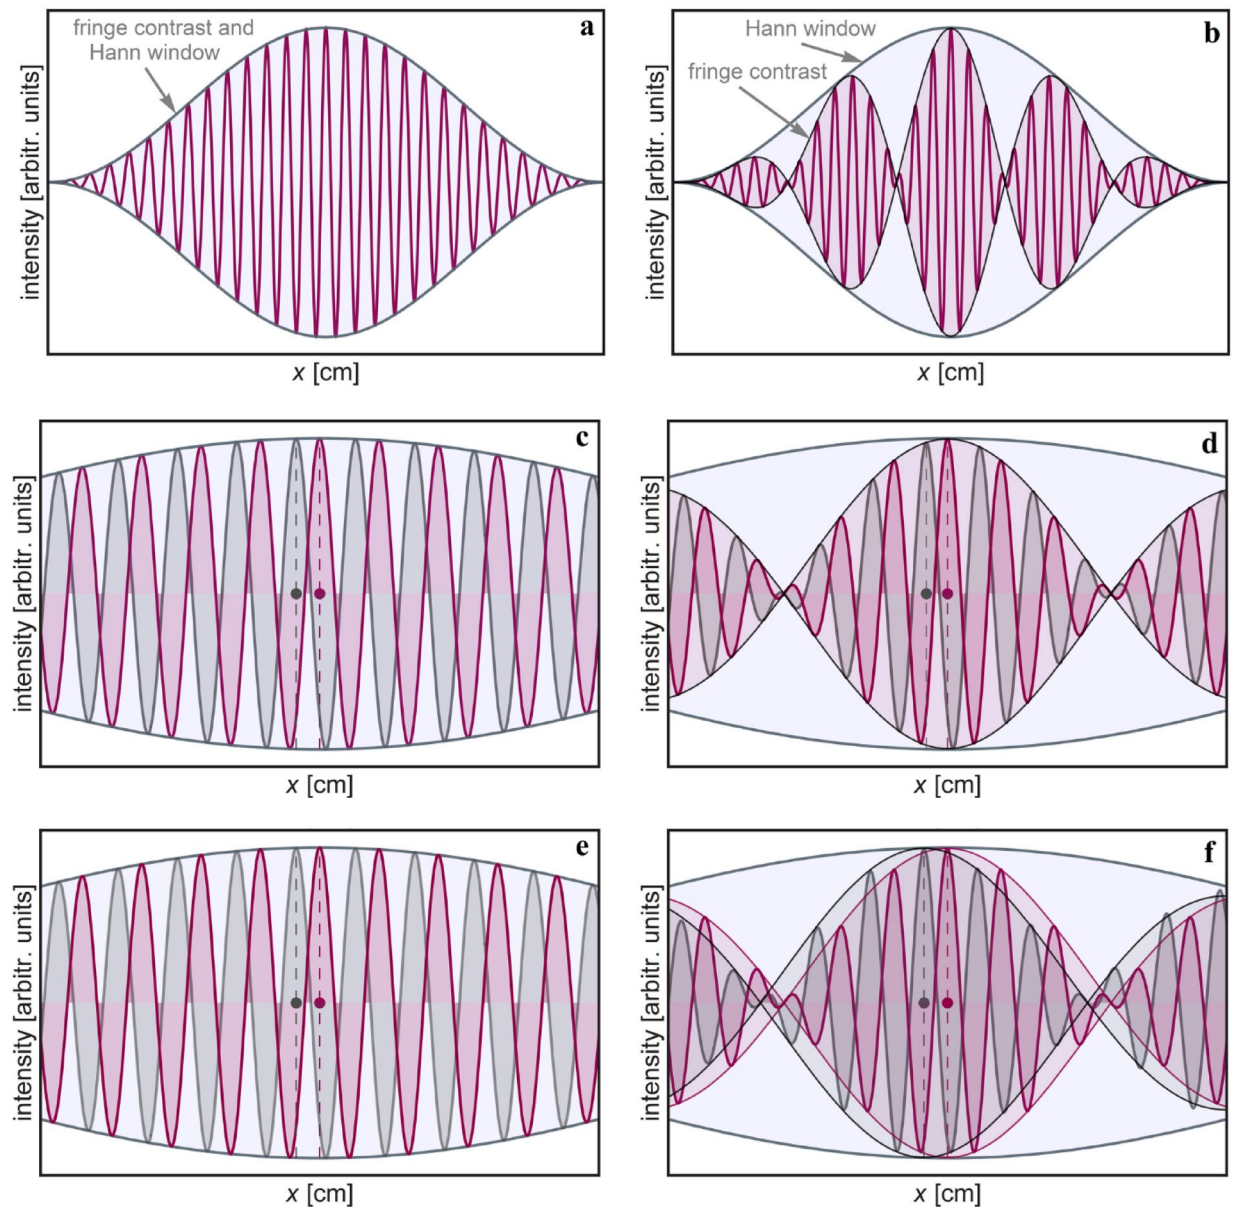 fringe contrast and
Hann window
a
intensity [arbitr. units]
x [cm]
Hann window
fringe contrast
b
intensity [arbitr. units]
x [cm]
c
intensity [arbitr. units]
x [cm]
d
intensity [arbitr. units]
x [cm]
e
intensity [arbitr. units]
x [cm]
f
intensity [arbitr. units]
x [cm]